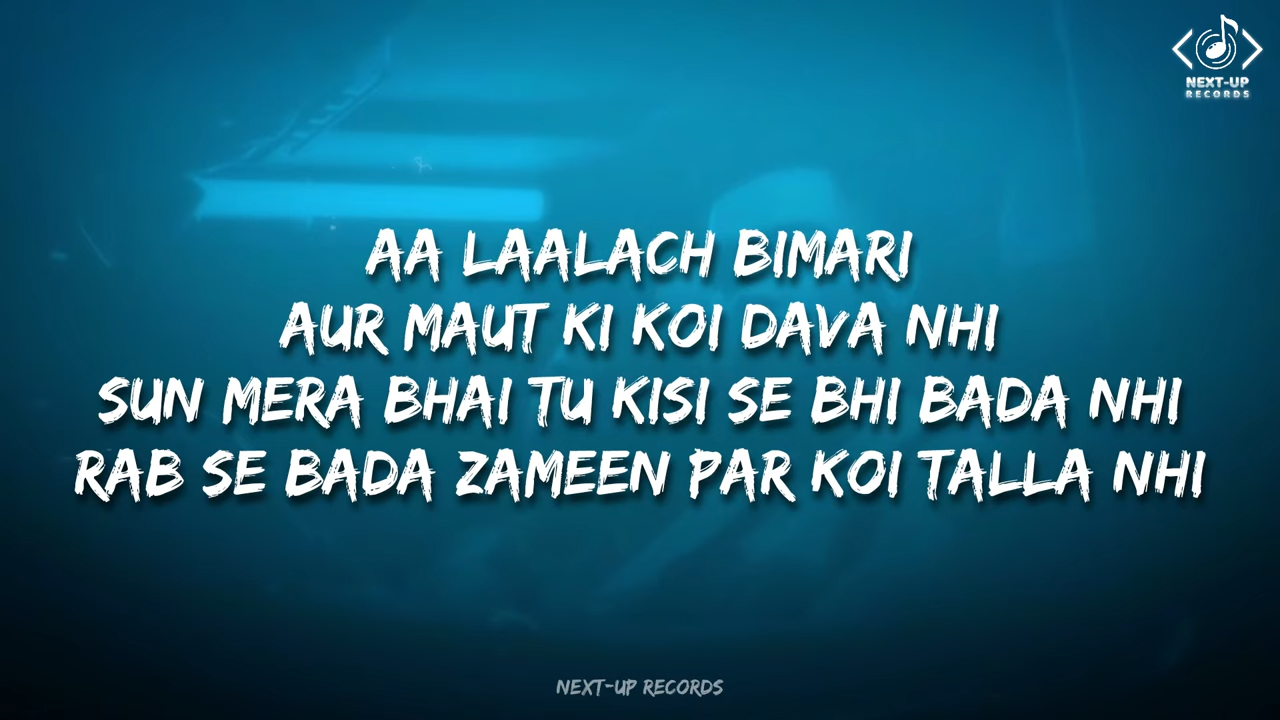 NEXT-UP
RECORDS
AA LAALACH BIMARI
AUR MAUT KI KOI DAVA NHI
SUN MERA BHAI TU KISI SE BHI BADA NHI
RAB SE BADA ZAMEEN PAR KOI TALLA NHI
NEXT-UP RECORDS